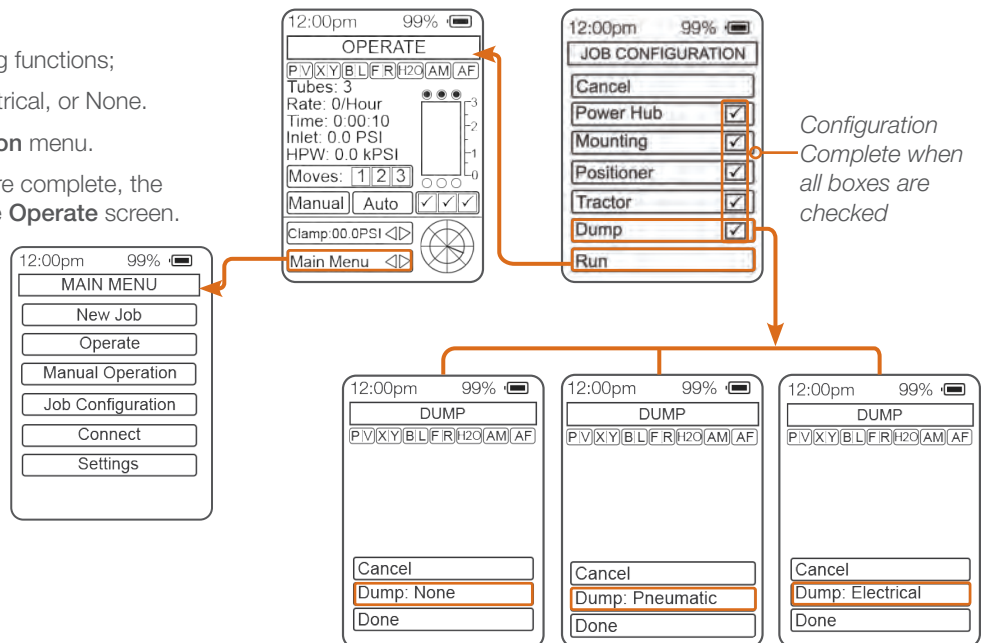 g functions;
trical, or None.
on menu.
re complete, the
e Operate screen.
12:00pm 99%
OPERATE
P V X Y B L F R H2O AM AF
Tubes: 3
Rate: 0/Hour
Time: 0:00:10
Inlet: 0.0 PSI
HPW: 0.0 kPSI
3
2
1
0
Moves: 1 2 3
Manual Auto
Clamp:00.0PSI
Main Menu
12:00pm 99%
JOB CONFIGURATION
Cancel
Power Hub
Mounting
Positioner
Tractor
Dump
Run
Configuration
Complete when
all boxes are
checked
12:00pm 99%
MAIN MENU
New Job
Operate
Manual Operation
Job Configuration
Connect
Settings
12:00pm 99%
DUMP
P V X Y B L F R H2O AM AF
Cancel
Dump: None
Done
12:00pm 99%
DUMP
P V X Y B L F R H2O AM AF
Cancel
Dump: Pneumatic
Done
12:00pm 99%
DUMP
P V X Y B L F R H2O AM AF
Cancel
Dump: Electrical
Done